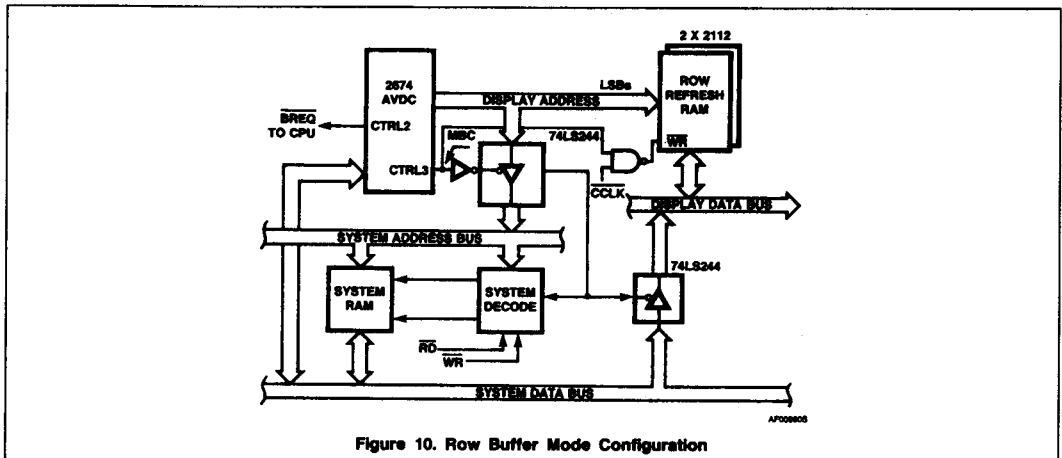 2 X 2112
2674
AVDC
LSBs
ROW
REFRESH
RAM
DISPLAY ADDRESS
BREQ
TO CPU
CTRL2
MBC
74LS244
WR
CTRL3
CCLK
DISPLAY DATA BUS
SYSTEM ADDRESS BUS
74LS244
SYSTEM
RAM
SYSTEM
DECODE
RD
WR
SYSTEM DATA BUS
Figure 10. Row Buffer Mode Configuration